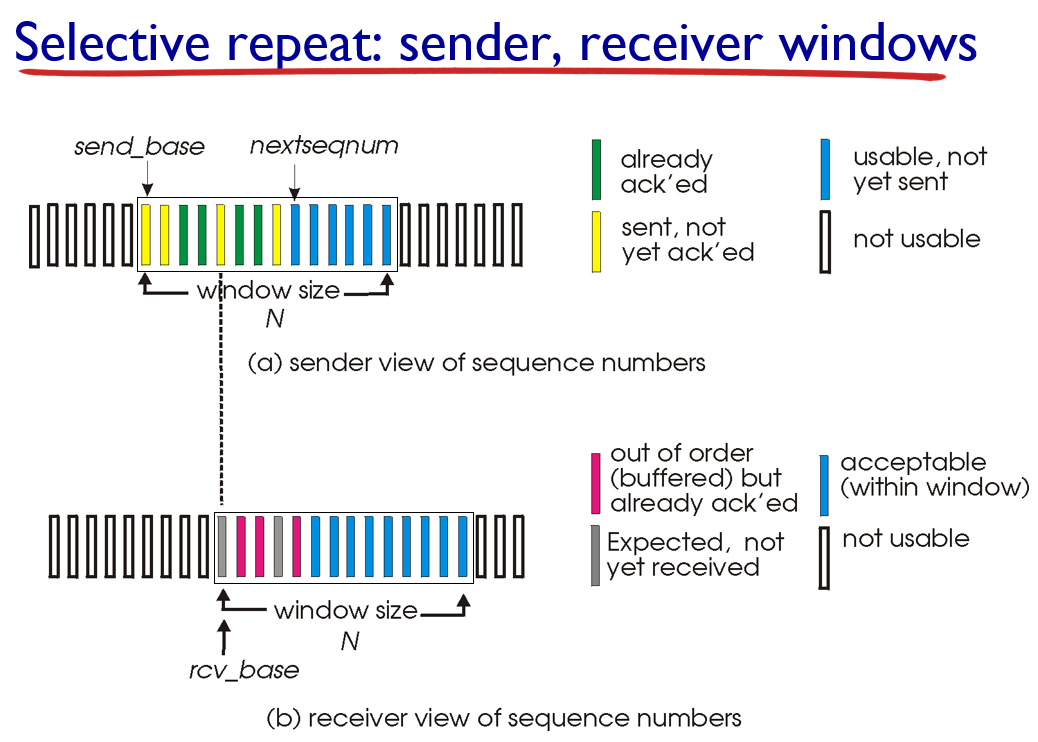 Selective repeat: sender, receiver windows
send_base
nextseqnum
already
ack'ed
usable, not
yet sent
sent, not
yet ack'ed
not usable
window size
N
(a) sender view of sequence numbers
out of order
(buffered) but
already ack'ed
acceptable
(within window)
Expected, not
yet received
not usable
window size
N
rcv_base
(b) receiver view of sequence numbers